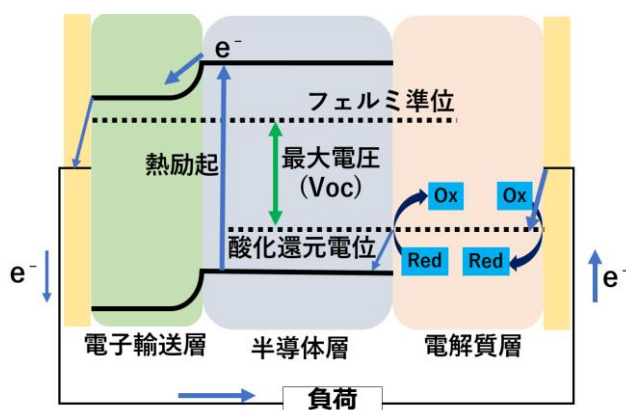 e⁻
フェルミ準位
熱励起
最大電圧
(Voc)
Ox
Ox
酸化還元電位
Red
Red
e⁻
e⁻
電子輸送層
半導体層
電解質層
負荷